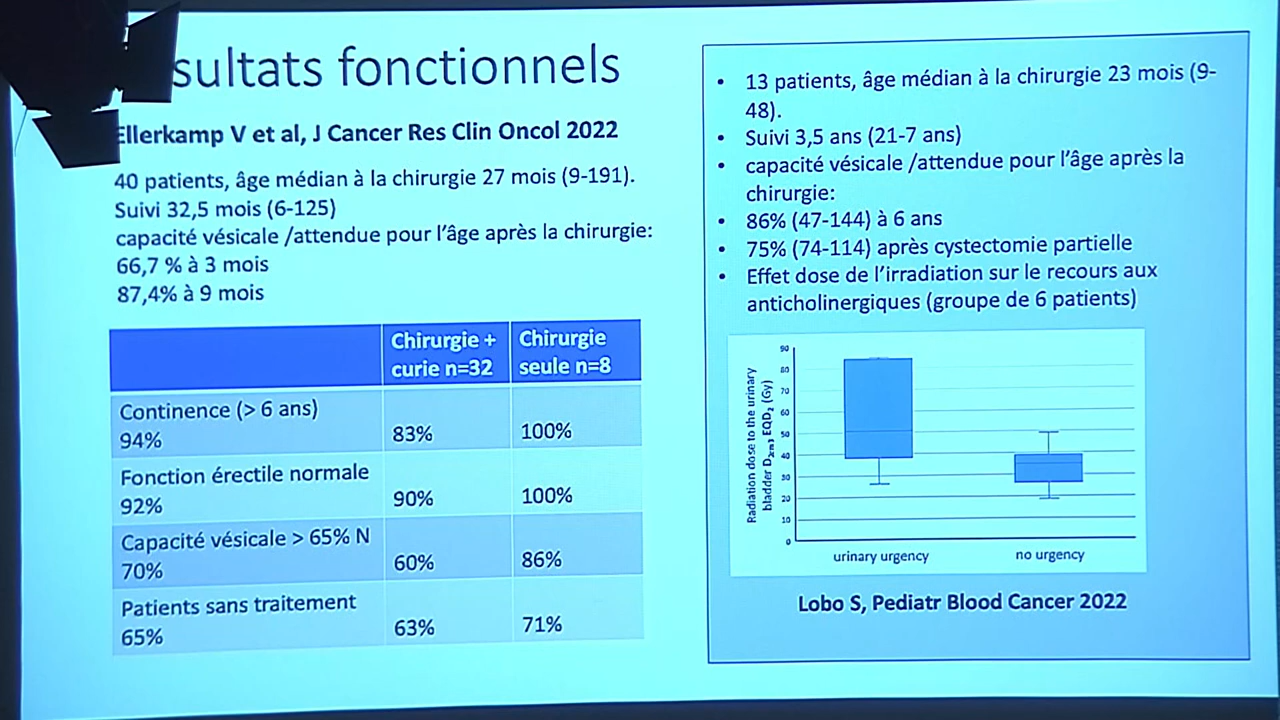 sultats fonctionnels
Ellerkamp V et al, J Cancer Res Clin Oncol 2022
40 patients, âge médian à la chirurgie 27 mois (9-191).
Suivi 32,5 mois (6-125)
capacité vésicale /attendue pour l'âge après la chirurgie:
66,7 % à 3 mois
87,4% à 9 mois
Chirurgie +
curie n=32
Chirurgie
seule n=8
Continence (> 6 ans)
94%
83%
100%
Fonction érectile normale
92%
90%
100%
Capacité vésicale > 65% N
70%
60%
86%
Patients sans traitement
65%
63%
71%
• 13 patients, âge médian à la chirurgie 23 mois (9-
48).
• Suivi 3,5 ans (21-7 ans)
• capacité vésicale /attendue pour l'âge après la
chirurgie:
• 86% (47-144) à 6 ans
• 75% (74-114) après cystectomie partielle
• Effet dose de l'irradiation sur le recours aux
anticholinergiques (groupe de 6 patients)
Radiation dose to the urinary
bladder D, EQD₂ (Gy)
90
80
70
60
50
40
30
20
10
0
urinary urgency
no urgency
Lobo S, Pediatr Blood Cancer 2022